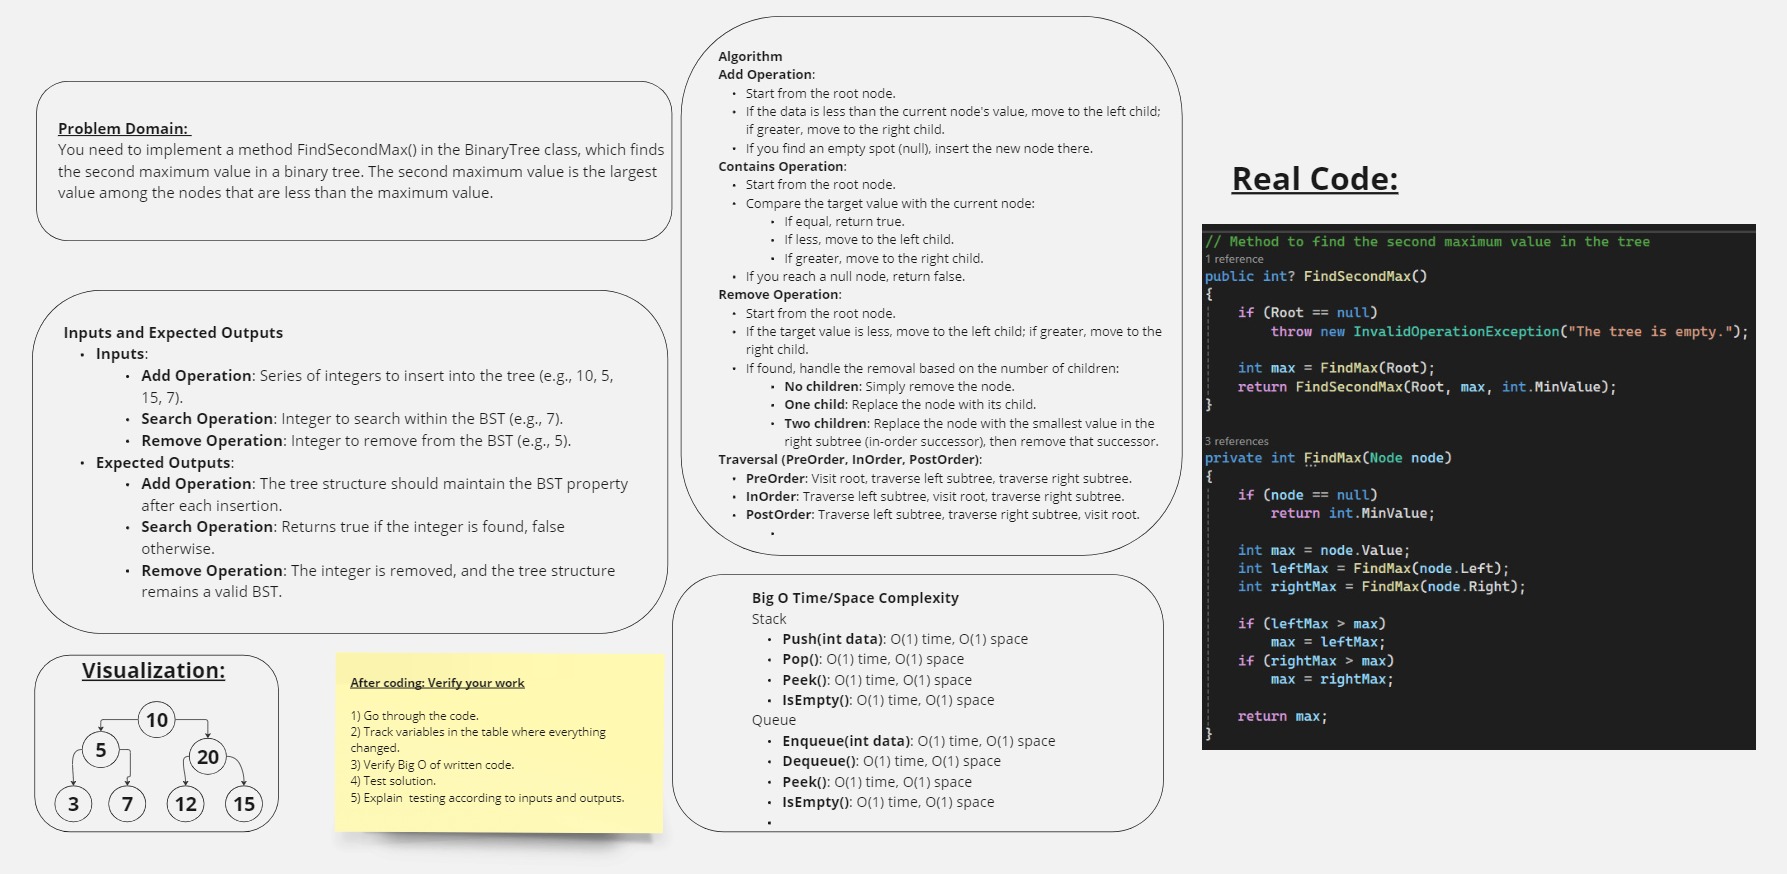 Problem Domain:
You need to implement a method FindSecondMax() in the BinaryTree class, which finds
the second maximum value in a binary tree. The second maximum value is the largest
value among the nodes that are less than the maximum value.
Inputs and Expected Outputs
• Inputs:
• Add Operation: Series of integers to insert into the tree (e.g., 10, 5,
15, 7).
• Search Operation: Integer to search within the BST (e.g., 7).
• Remove Operation: Integer to remove from the BST (e.g., 5).
• Expected Outputs:
• Add Operation: The tree structure should maintain the BST property
after each insertion.
• Search Operation: Returns true if the integer is found, false
otherwise.
• Remove Operation: The integer is removed, and the tree structure
remains a valid BST.
Visualization:
10
5
20
3
7
12
15
After coding: Verify your work
1) Go through the code.
2) Track variables in the table where everything
changed.
3) Verify Big O of written code.
4) Test solution.
5) Explain  testing according to inputs and outputs.
Algorithm
Add Operation:
• Start from the root node.
• If the data is less than the current node's value, move to the left child;
if greater, move to the right child.
• If you find an empty spot (null), insert the new node there.
Contains Operation:
• Start from the root node.
• Compare the target value with the current node:
• If equal, return true.
• If less, move to the left child.
• If greater, move to the right child.
• If you reach a null node, return false.
Remove Operation:
• Start from the root node.
• If the target value is less, move to the left child; if greater, move to the
right child.
• If found, handle the removal based on the number of children:
• No children: Simply remove the node.
• One child: Replace the node with its child.
• Two children: Replace the node with the smallest value in the
right subtree (in-order successor), then remove that successor.
Traversal (PreOrder, InOrder, PostOrder):
• PreOrder: Visit root, traverse left subtree, traverse right subtree.
• InOrder: Traverse left subtree, visit root, traverse right subtree.
• PostOrder: Traverse left subtree, traverse right subtree, visit root.
•
Big O Time/Space Complexity
Stack
• Push(int data): O(1) time, O(1) space
• Pop(): O(1) time, O(1) space
• Peek(): O(1) time, O(1) space
• IsEmpty(): O(1) time, O(1) space
Queue
• Enqueue(int data): O(1) time, O(1) space
• Dequeue(): O(1) time, O(1) space
• Peek(): O(1) time, O(1) space
• IsEmpty(): O(1) time, O(1) space
•
Real Code:
// Method to find the second maximum value in the tree
1 reference
public int? FindSecondMax()
{
if (Root == null)
throw new InvalidOperationException("The tree is empty.");
int max = FindMax(Root);
return FindSecondMax(Root, max, int.MinValue);
}
3 references
private int FindMax(Node node)
{
if (node == null)
return int.MinValue;
int max = node.Value;
int leftMax = FindMax(node.Left);
int rightMax = FindMax(node.Right);
if (leftMax > max)
max = leftMax;
if (rightMax > max)
max = rightMax;
return max;
}